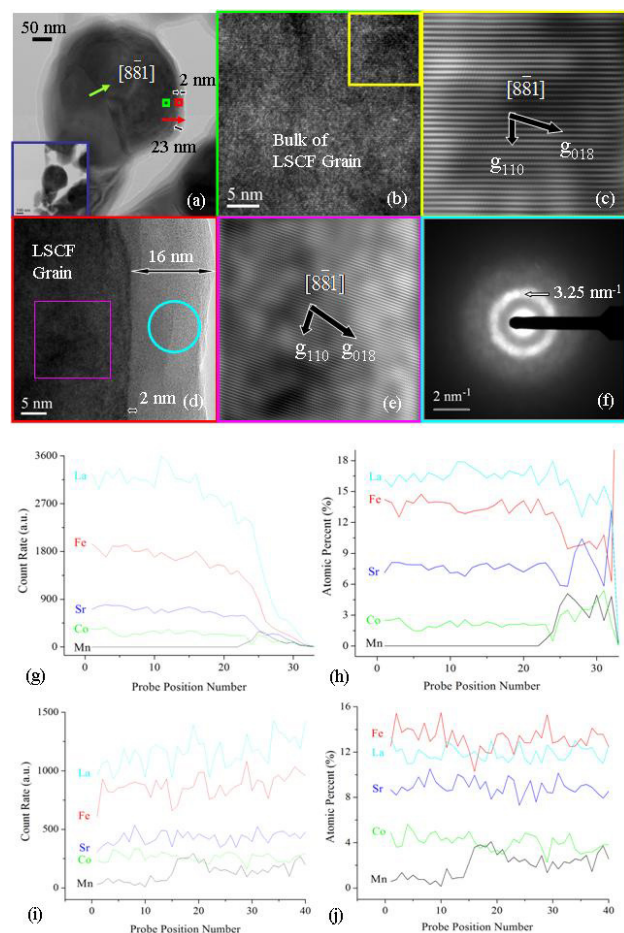 50 nm
[88̄1]
2 nm
23 nm
(a)
Bulk of
LSCF Grain
5 nm
(b)
[88̄1]
g110
g018
(c)
LSCF
Grain
16 nm
2 nm
5 nm
(d)
[88̄1]
g110
g018
(e)
3.25 nm-1
2 nm-1
(f)
3600
2700
1800
900
0
Count Rate (a.u.)
La
Fe
Sr
Co
Mn
0 10 20 30
Probe Position Number
(g)
18
15
12
9
6
3
0
Atomic Percent (%)
La
Fe
Sr
Co
Mn
0 10 20 30
Probe Position Number
(h)
1500
1000
500
0
Count Rate (a.u.)
La
Fe
Sr
Co
Mn
0 10 20 30 40
Probe Position Number
(i)
16
12
8
4
0
Atomic Percent (%)
Fe
La
Sr
Co
Mn
0 10 20 30 40
Probe Position Number
(j)